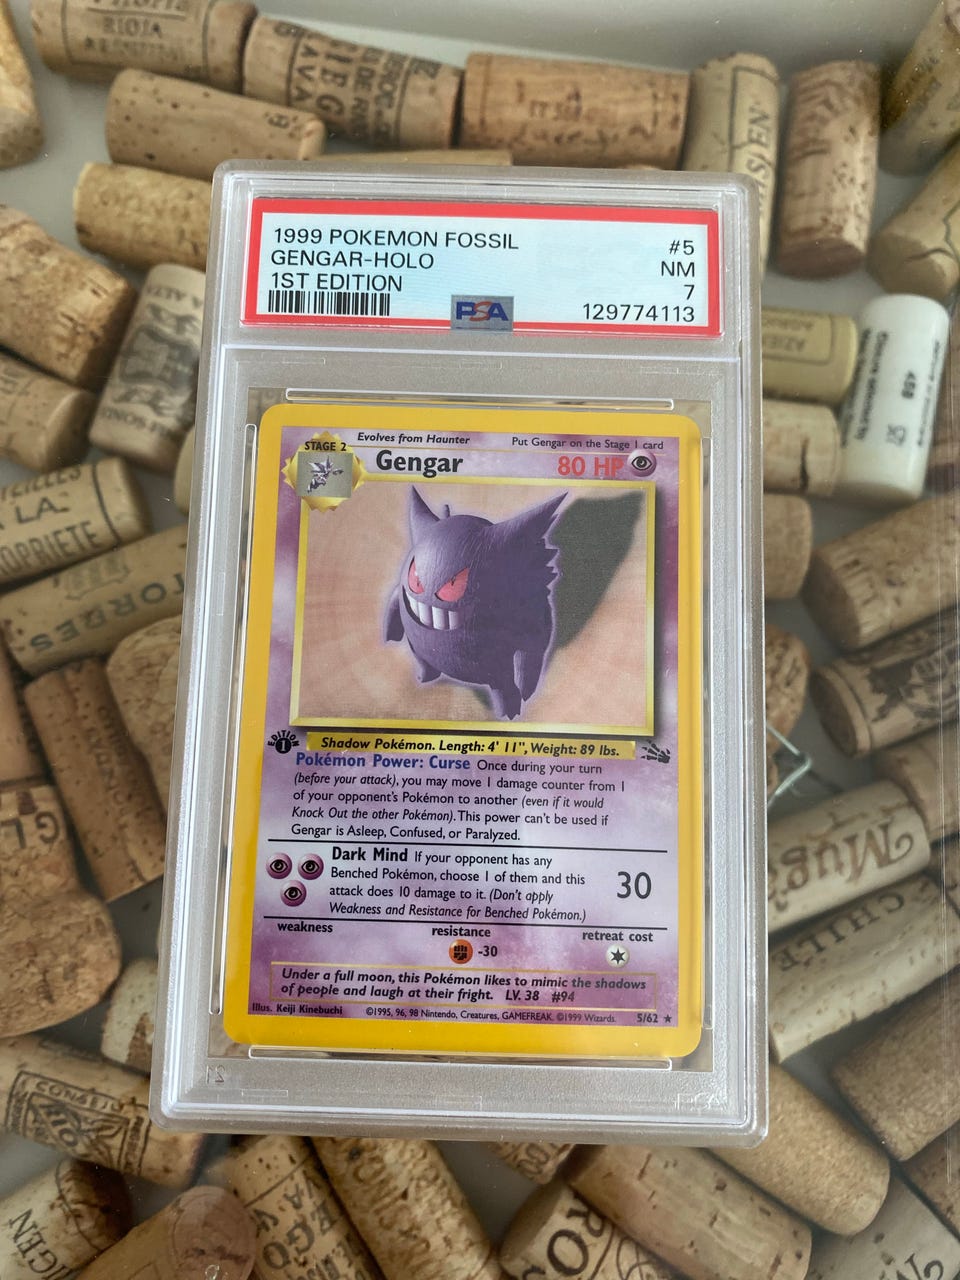 RIOJA
1999 POKEMON FOSSIL
GENGAR-HOLO
1ST EDITION
#5
NM
7
129774113
PSA
STAGE 2
Evolves from Haunter
Put Gengar on the Stage 1 card
Gengar
80 HP
EDITION
1
Shadow Pokémon. Length: 4' 11", Weight: 89 lbs.
Pokémon Power: Curse Once during your turn
(before your attack), you may move 1 damage counter from 1
of your opponent's Pokémon to another (even if it would
Knock Out the other Pokémon). This power can't be used if
Gengar is Asleep, Confused, or Paralyzed.
Dark Mind If your opponent has any
Benched Pokémon, choose 1 of them and this
attack does 10 damage to it. (Don't apply
Weakness and Resistance for Benched Pokémon.)
30
weakness
resistance
retreat cost
-30
Under a full moon, this Pokémon likes to mimic the shadows
of people and laugh at their fright. LV. 38 #94
Illus. Keiji Kinebuchi
©1995, 96, 98 Nintendo, Creatures, GAMEFREAK. ©1999 Wizards.
5/62 ★
LA
TORRES
Muga
21